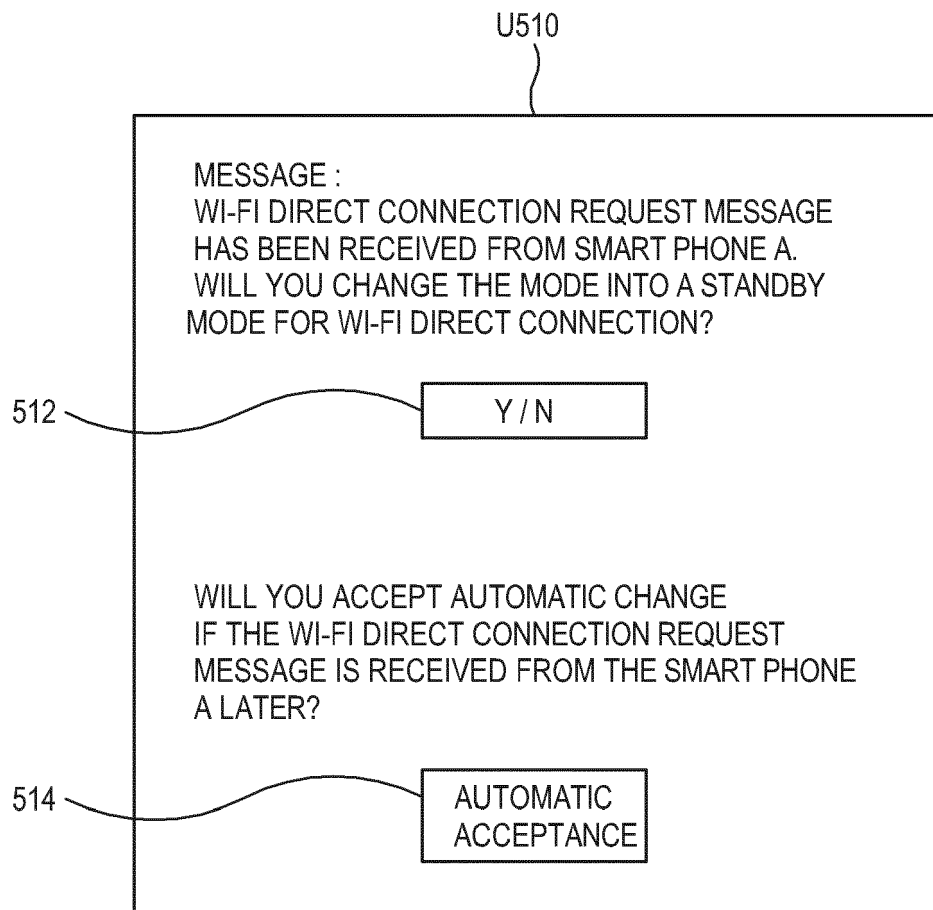 U510
MESSAGE :
WI-FI DIRECT CONNECTION REQUEST MESSAGE
HAS BEEN RECEIVED FROM SMART PHONE A.
WILL YOU CHANGE THE MODE INTO A STANDBY
MODE FOR WI-FI DIRECT CONNECTION?
512
Y / N
WILL YOU ACCEPT AUTOMATIC CHANGE
IF THE WI-FI DIRECT CONNECTION REQUEST
MESSAGE IS RECEIVED FROM THE SMART PHONE
A LATER?
514
AUTOMATIC
ACCEPTANCE